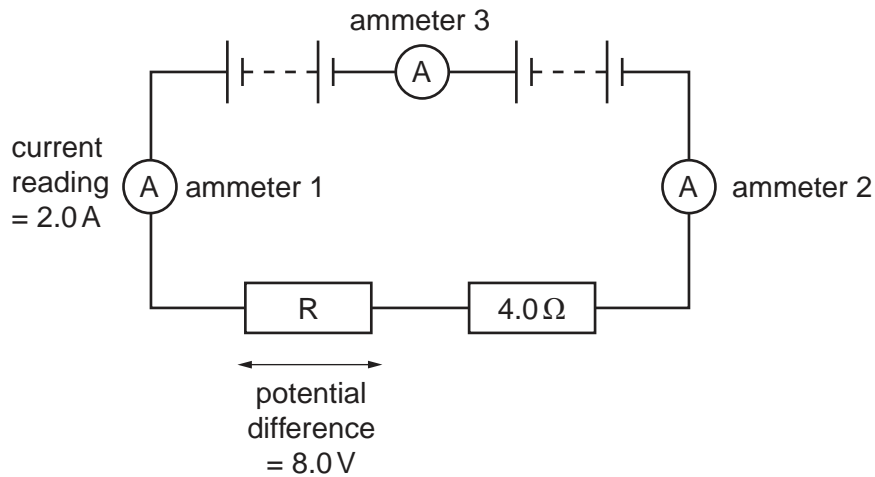 ammeter 3
A
current
reading
= 2.0 A
A
ammeter 1
A
ammeter 2
R
4.0 Ω
potential
difference
= 8.0 V